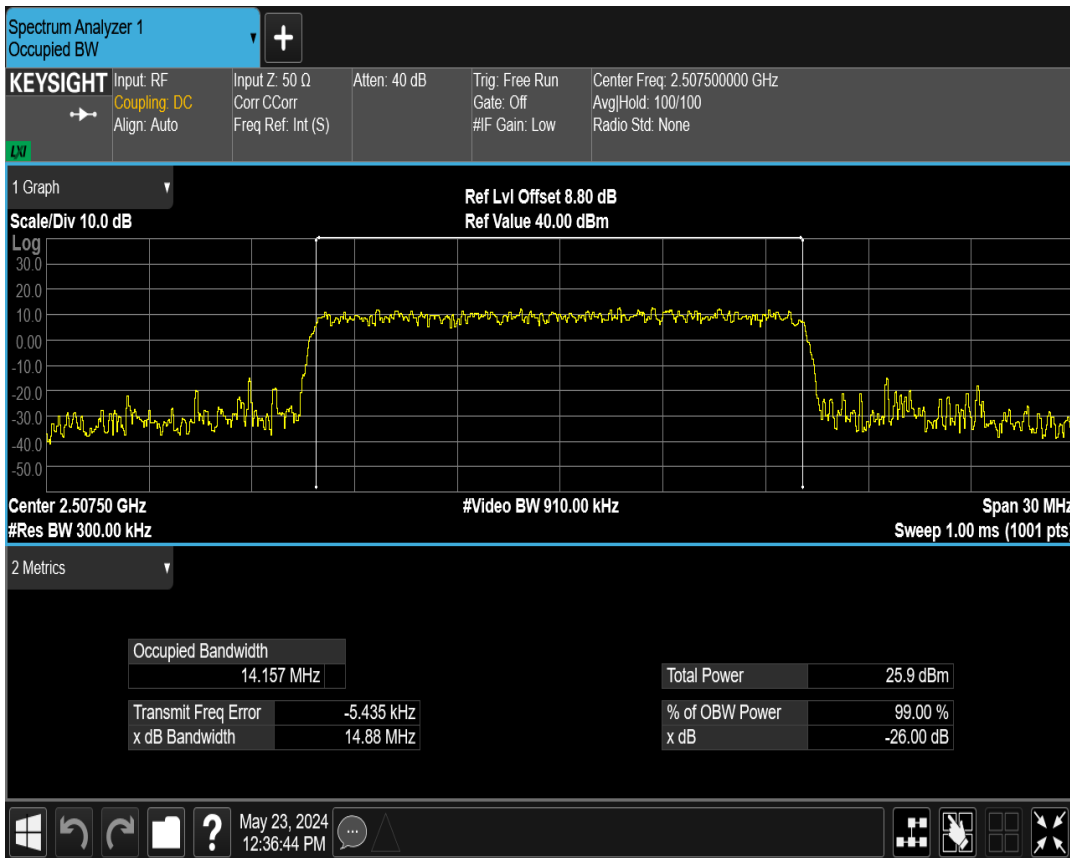 Spectrum Analyzer 1
Occupied BW
KEYSIGHT
LXI
Input: RF
Coupling: DC
Align: Auto
Input Z: 50 Ω
Corr CCorr
Freq Ref: Int (S)
Atten: 40 dB
Trig: Free Run
Gate: Off
#IF Gain: Low
Center Freq: 2.507500000 GHz
Avg|Hold: 100/100
Radio Std: None
1 Graph
Scale/Div 10.0 dB
Ref Lvl Offset 8.80 dB
Ref Value 40.00 dBm
Log
30.0
20.0
10.0
0.00
-10.0
-20.0
-30.0
-40.0
-50.0
Center 2.50750 GHz
#Res BW 300.00 kHz
#Video BW 910.00 kHz
Span 30 MHz
Sweep 1.00 ms (1001 pts)
2 Metrics
Occupied Bandwidth
14.157 MHz
Transmit Freq Error -5.435 kHz
x dB Bandwidth 14.88 MHz
Total Power 25.9 dBm
% of OBW Power 99.00 %
x dB -26.00 dB
?
May 23, 2024
12:36:44 PM